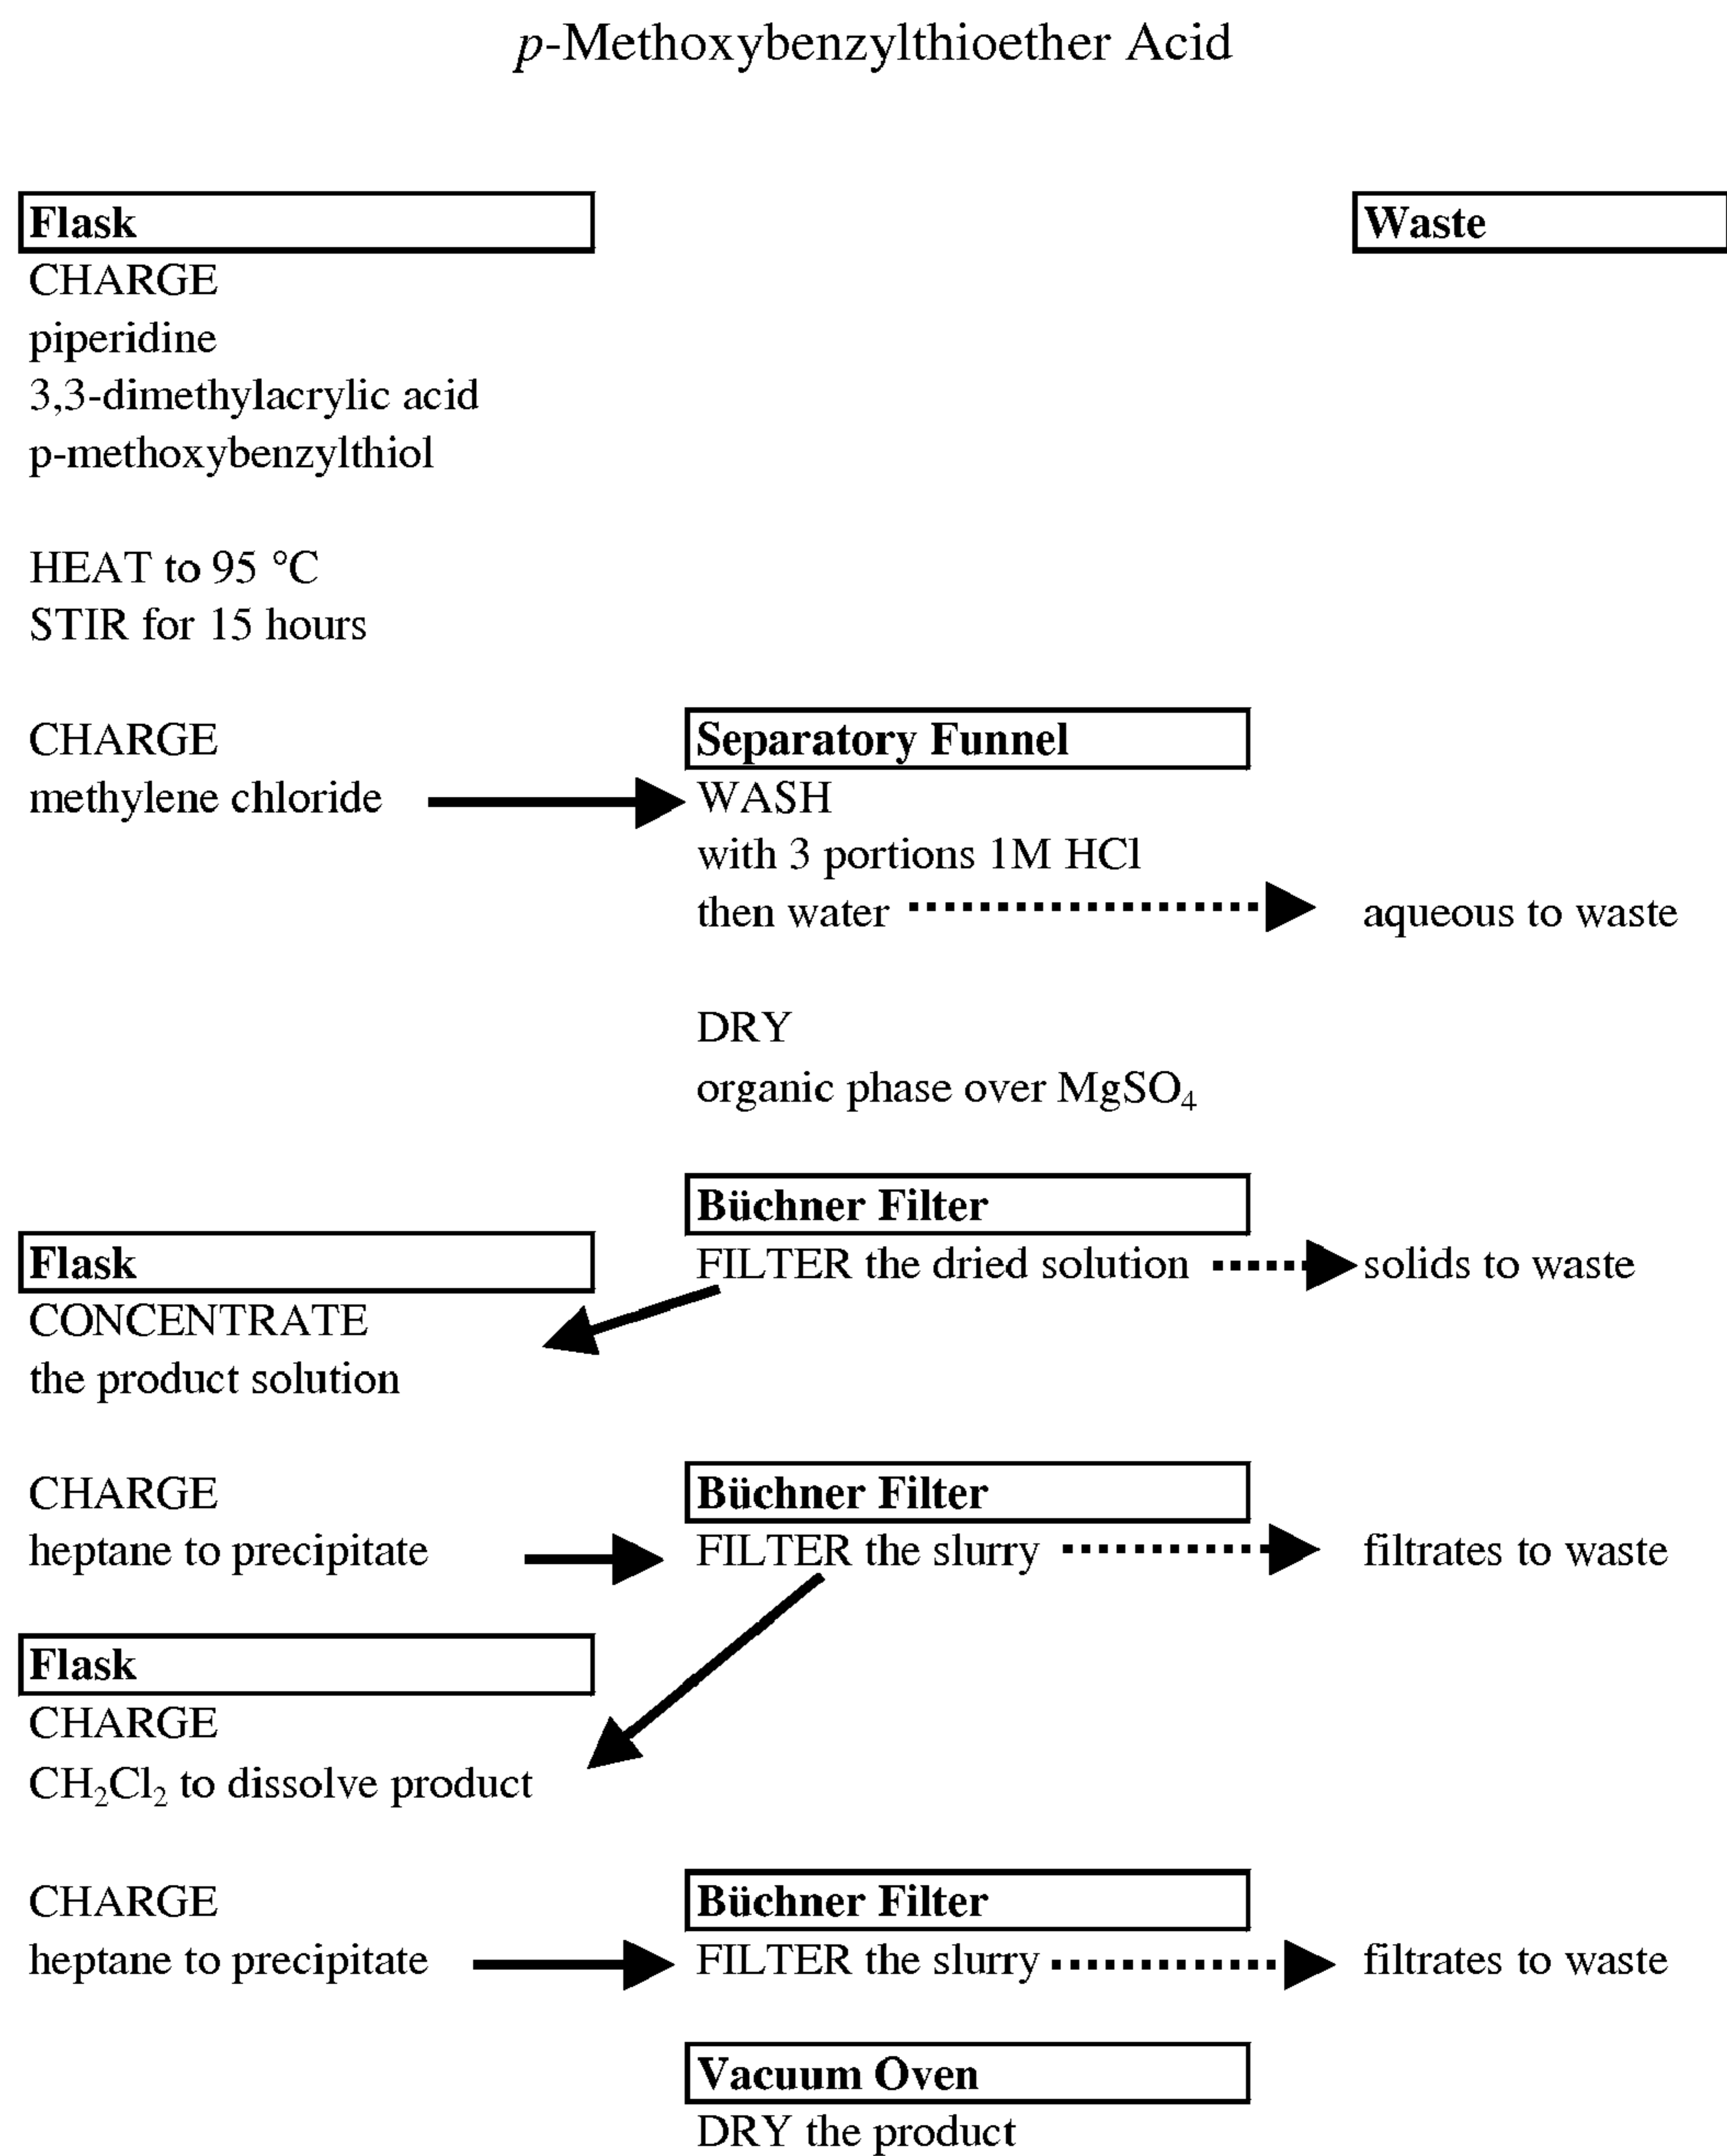 p-Methoxybenzylthioether Acid
Flask
Waste
CHARGE
piperidine
3,3-dimethylacrylic acid
p-methoxybenzylthiol
HEAT to 95 °C
STIR for 15 hours
CHARGE
methylene chloride
Separatory Funnel
WASH
with 3 portions 1M HCl
then water
aqueous to waste
DRY
organic phase over MgSO₄
Büchner Filter
FILTER the dried solution
solids to waste
Flask
CONCENTRATE
the product solution
CHARGE
heptane to precipitate
Büchner Filter
FILTER the slurry
filtrates to waste
Flask
CHARGE
CH₂Cl₂ to dissolve product
CHARGE
heptane to precipitate
Büchner Filter
FILTER the slurry
filtrates to waste
Vacuum Oven
DRY the product